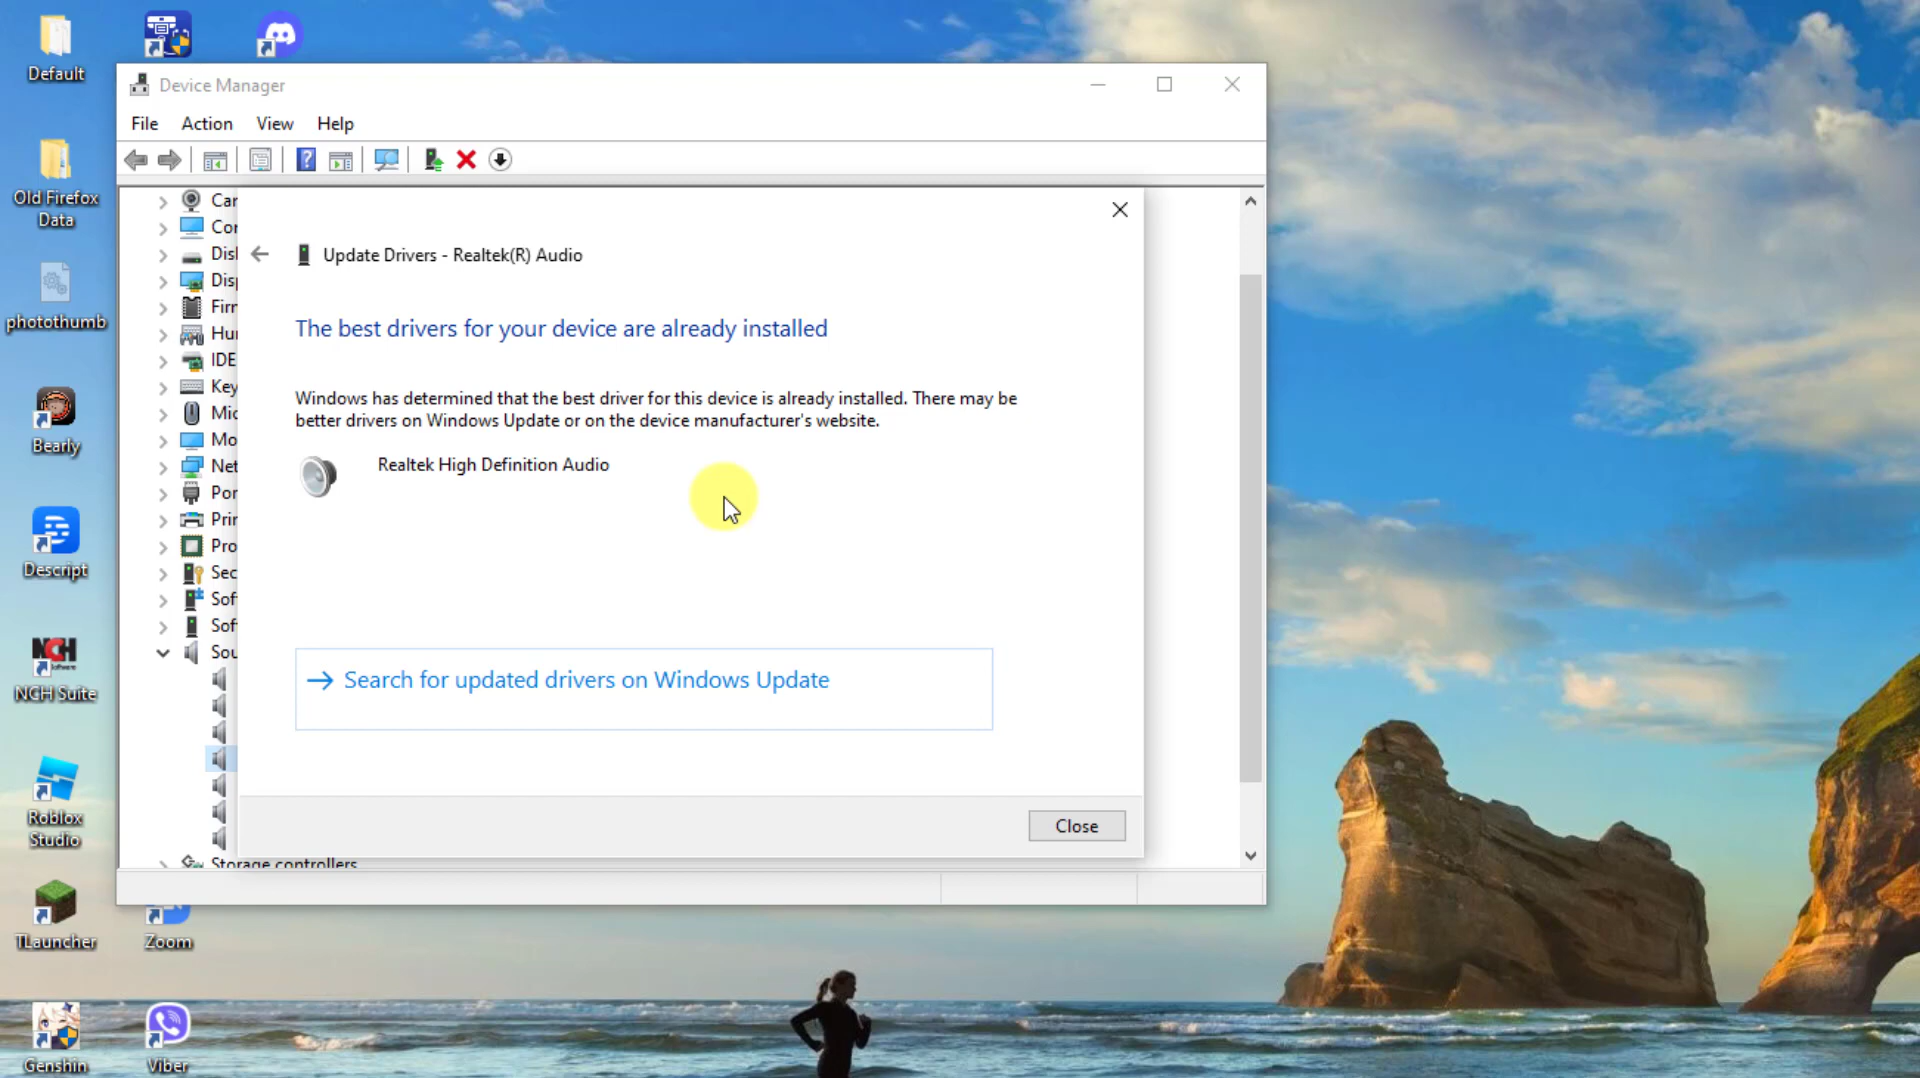 Default
Old Firefox
Data
photothumb
Bearly
Descript
NCH
Software
NCH Suite
Roblox
Studio
TLauncher
Zoom
Genshin
Viber
Device Manager
File Action View Help
Car
Cor
Disl
Disp
Firr
Hur
IDE
Key
Mic
Mo
Net
Por
Prir
Pro
Sec
Sof
Sof
Sou
Storage controllers
Update Drivers - Realtek(R) Audio
The best drivers for your device are already installed
Windows has determined that the best driver for this device is already installed. There may be
better drivers on Windows Update or on the device manufacturer's website.
Realtek High Definition Audio
Search for updated drivers on Windows Update
Close